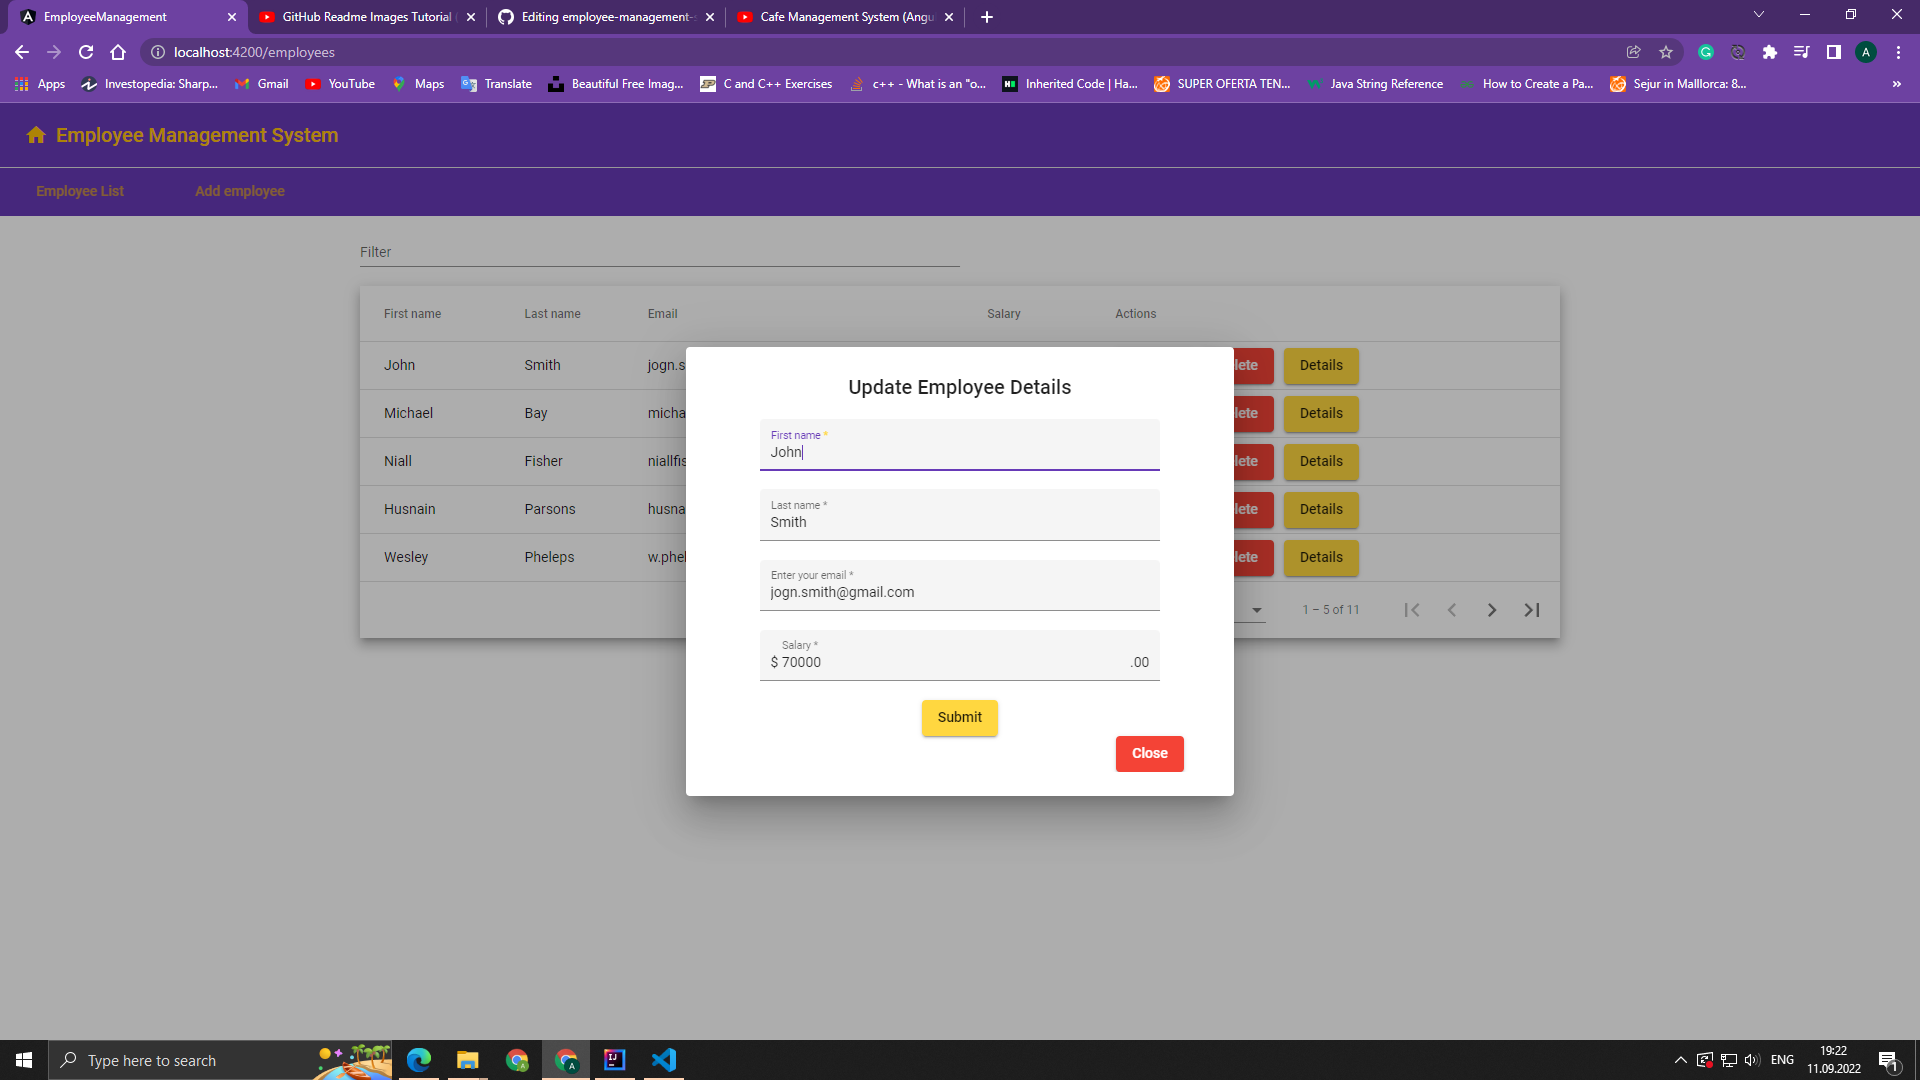 EmployeeManagement
GitHub Readme Images Tutorial
Editing employee-management-
Cafe Management System (Angu
localhost:4200/employees
A
Apps
Investopedia: Sharp...
Gmail
YouTube
Maps
Translate
Beautiful Free Imag...
C and C++ Exercises
c++ - What is an "o...
Inherited Code | Ha...
SUPER OFERTA TEN...
Java String Reference
How to Create a Pa...
Sejur in Malllorca: 8...
»
Employee Management System
Employee List
Add employee
Filter
First name
Last name
Email
Salary
Actions
John
Smith
jogn.s
lete
Details
Michael
Bay
micha
lete
Details
Niall
Fisher
niallfis
lete
Details
Husnain
Parsons
husna
lete
Details
Wesley
Pheleps
w.phel
lete
Details
1 – 5 of 11
Update Employee Details
First name *
John
Last name *
Smith
Enter your email *
jogn.smith@gmail.com
Salary *
$ 70000
.00
Submit
Close
Type here to search
ENG
19:22
11.09.2022
1